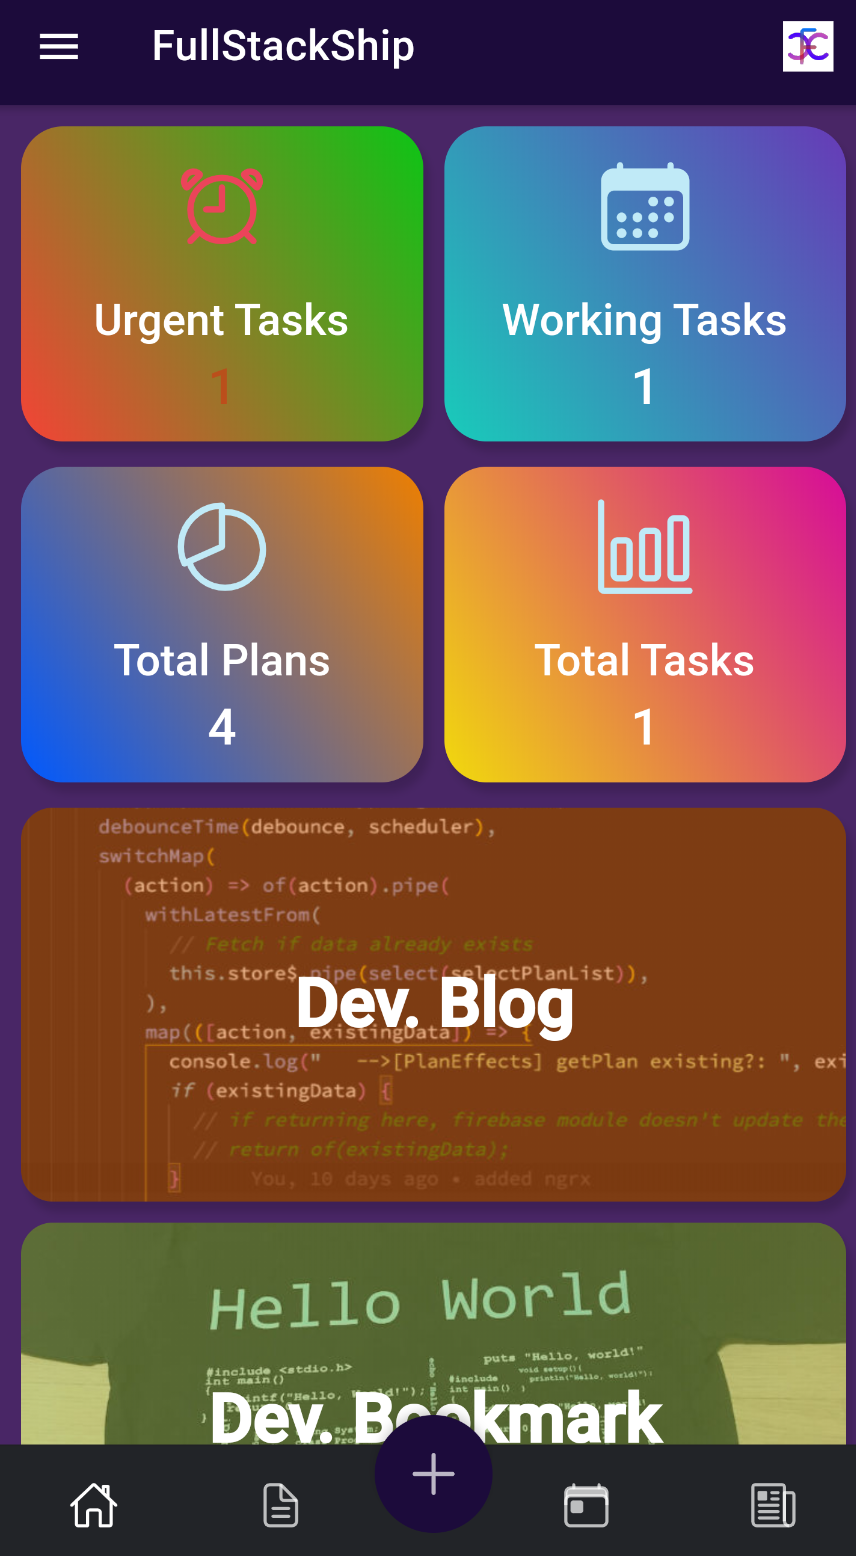 FullStackShip
Urgent Tasks
1
Working Tasks
1
Total Plans
4
Total Tasks
1
debounceTime(debounce, scheduler),
switchMap(
(action) => of(action).pipe(
withLatestFrom(
// Fetch if data already exists
this.store$.pipe(select(selectPlanList)),
),
map(([action, existingData]) => {
console.log("   -->[PlanEffects] getPlan existing?: ", exi
if (existingData) {
// if returning here, firebase module doesn't update the
// return of(existingData);
}
You, 10 days ago • added ngrx
Dev. Blog
Hello World
#include <stdio.h>
int main()
{
puts "Hello, world!"
void setup(){
println("Hello, world!");
#include
int main()
Dev. Bookmark